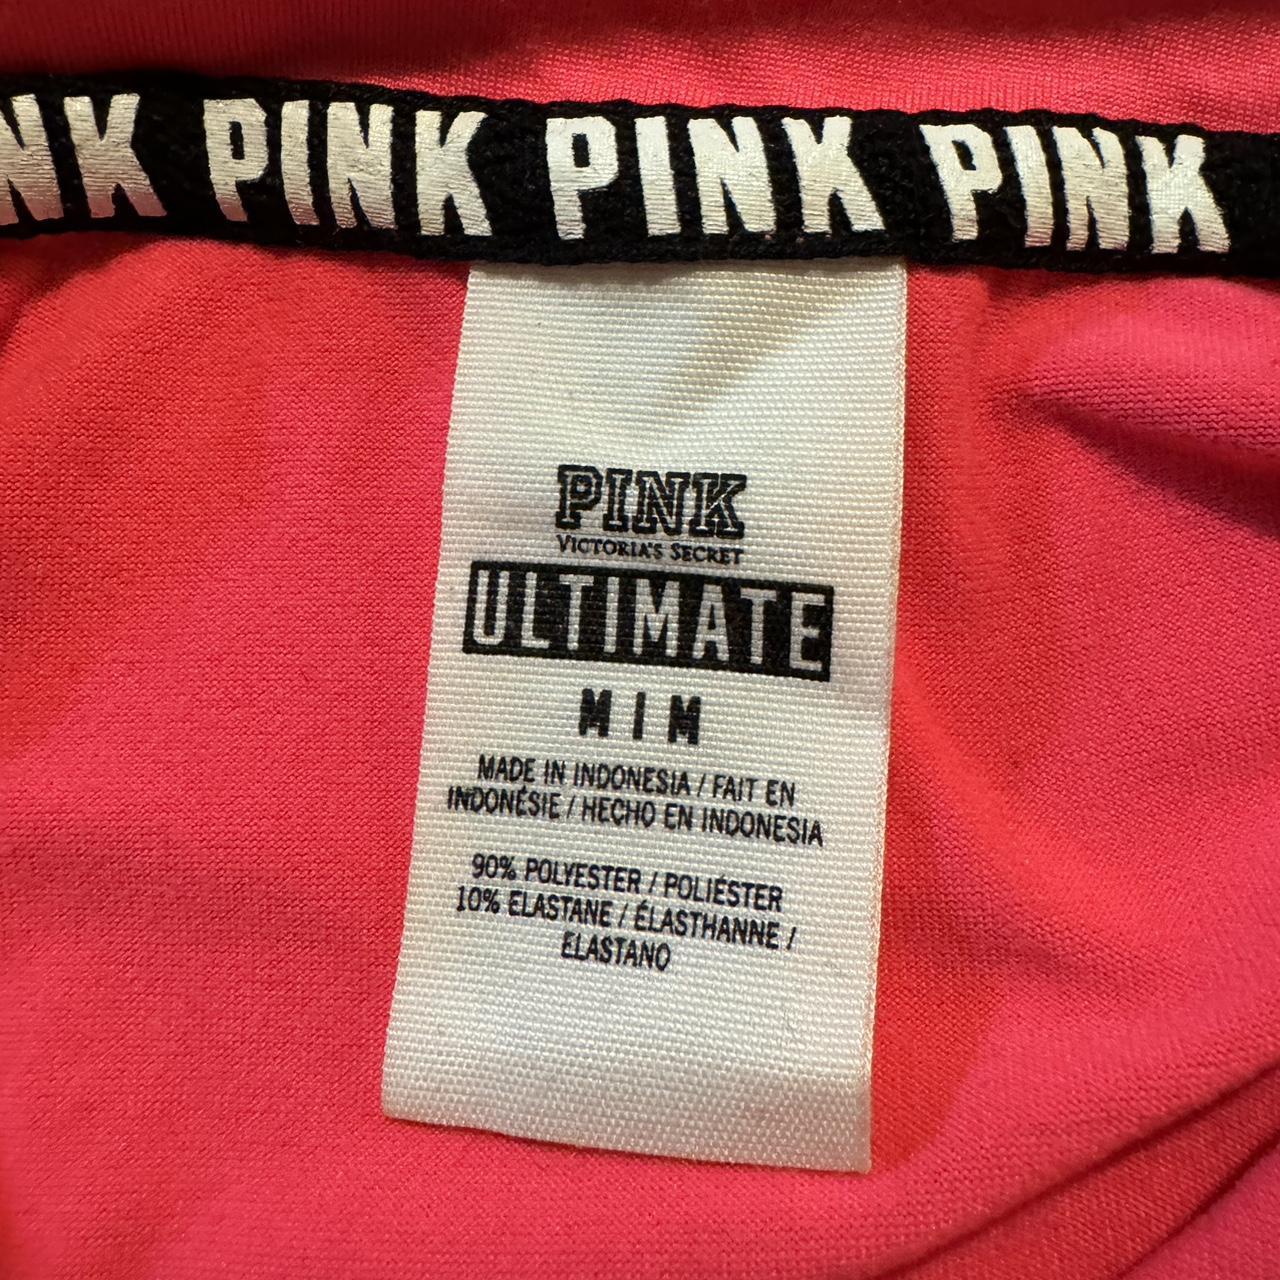 NK PINK PINK PINK
PINK
VICTORIA'S SECRET
ULTIMATE
M | M
MADE IN INDONESIA / FAIT EN
INDONÉSIE / HECHO EN INDONESIA
90% POLYESTER / POLIÉSTER
10% ELASTANE / ÉLASTHANNE /
ELASTANO